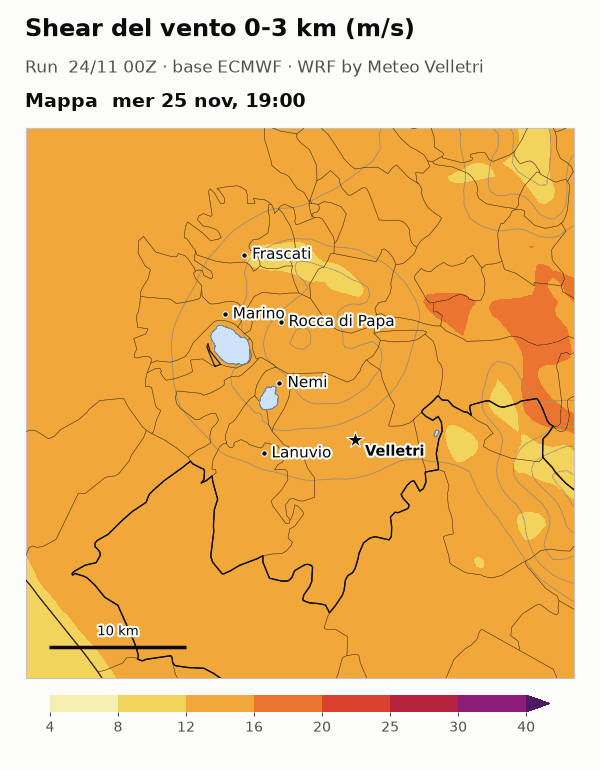 Shear del vento 0-3 km (m/s)
Run  24/11 00Z · base ECMWF · WRF by Meteo Velletri
Mappa  mer 25 nov, 19:00
Frascati
Marino
Rocca di Papa
Nemi
Velletri
Lanuvio
10 km
4 8 12 16 20 25 30 40